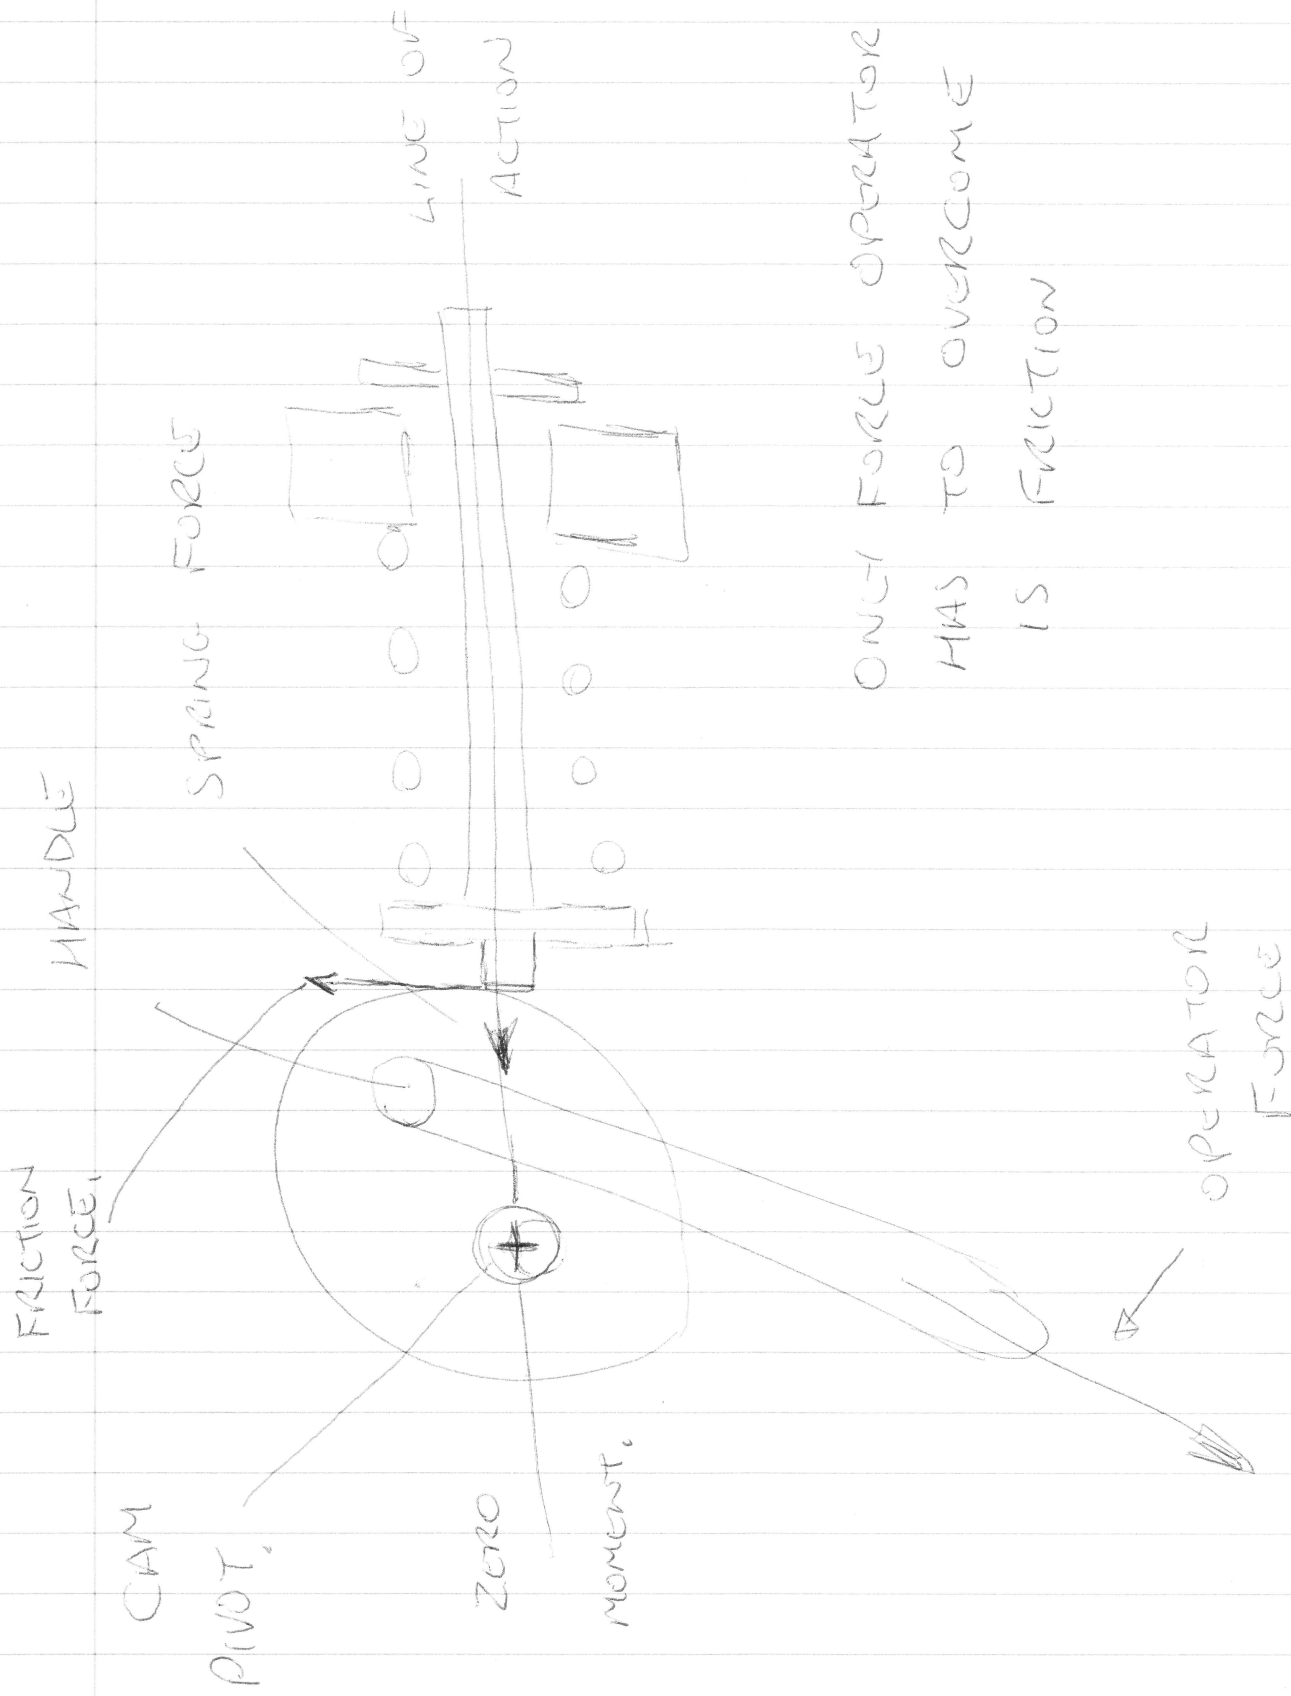 FRICTION
FORCE,
HANDLE
SPRING FORCE
LINE OF
ACTION
CAM
PIVOT.
ZERO
MOMENT.
ONLY FORCE OPERATOR
HAS TO OVERCOME
IS FRICTION
OPERATOR
FORCE